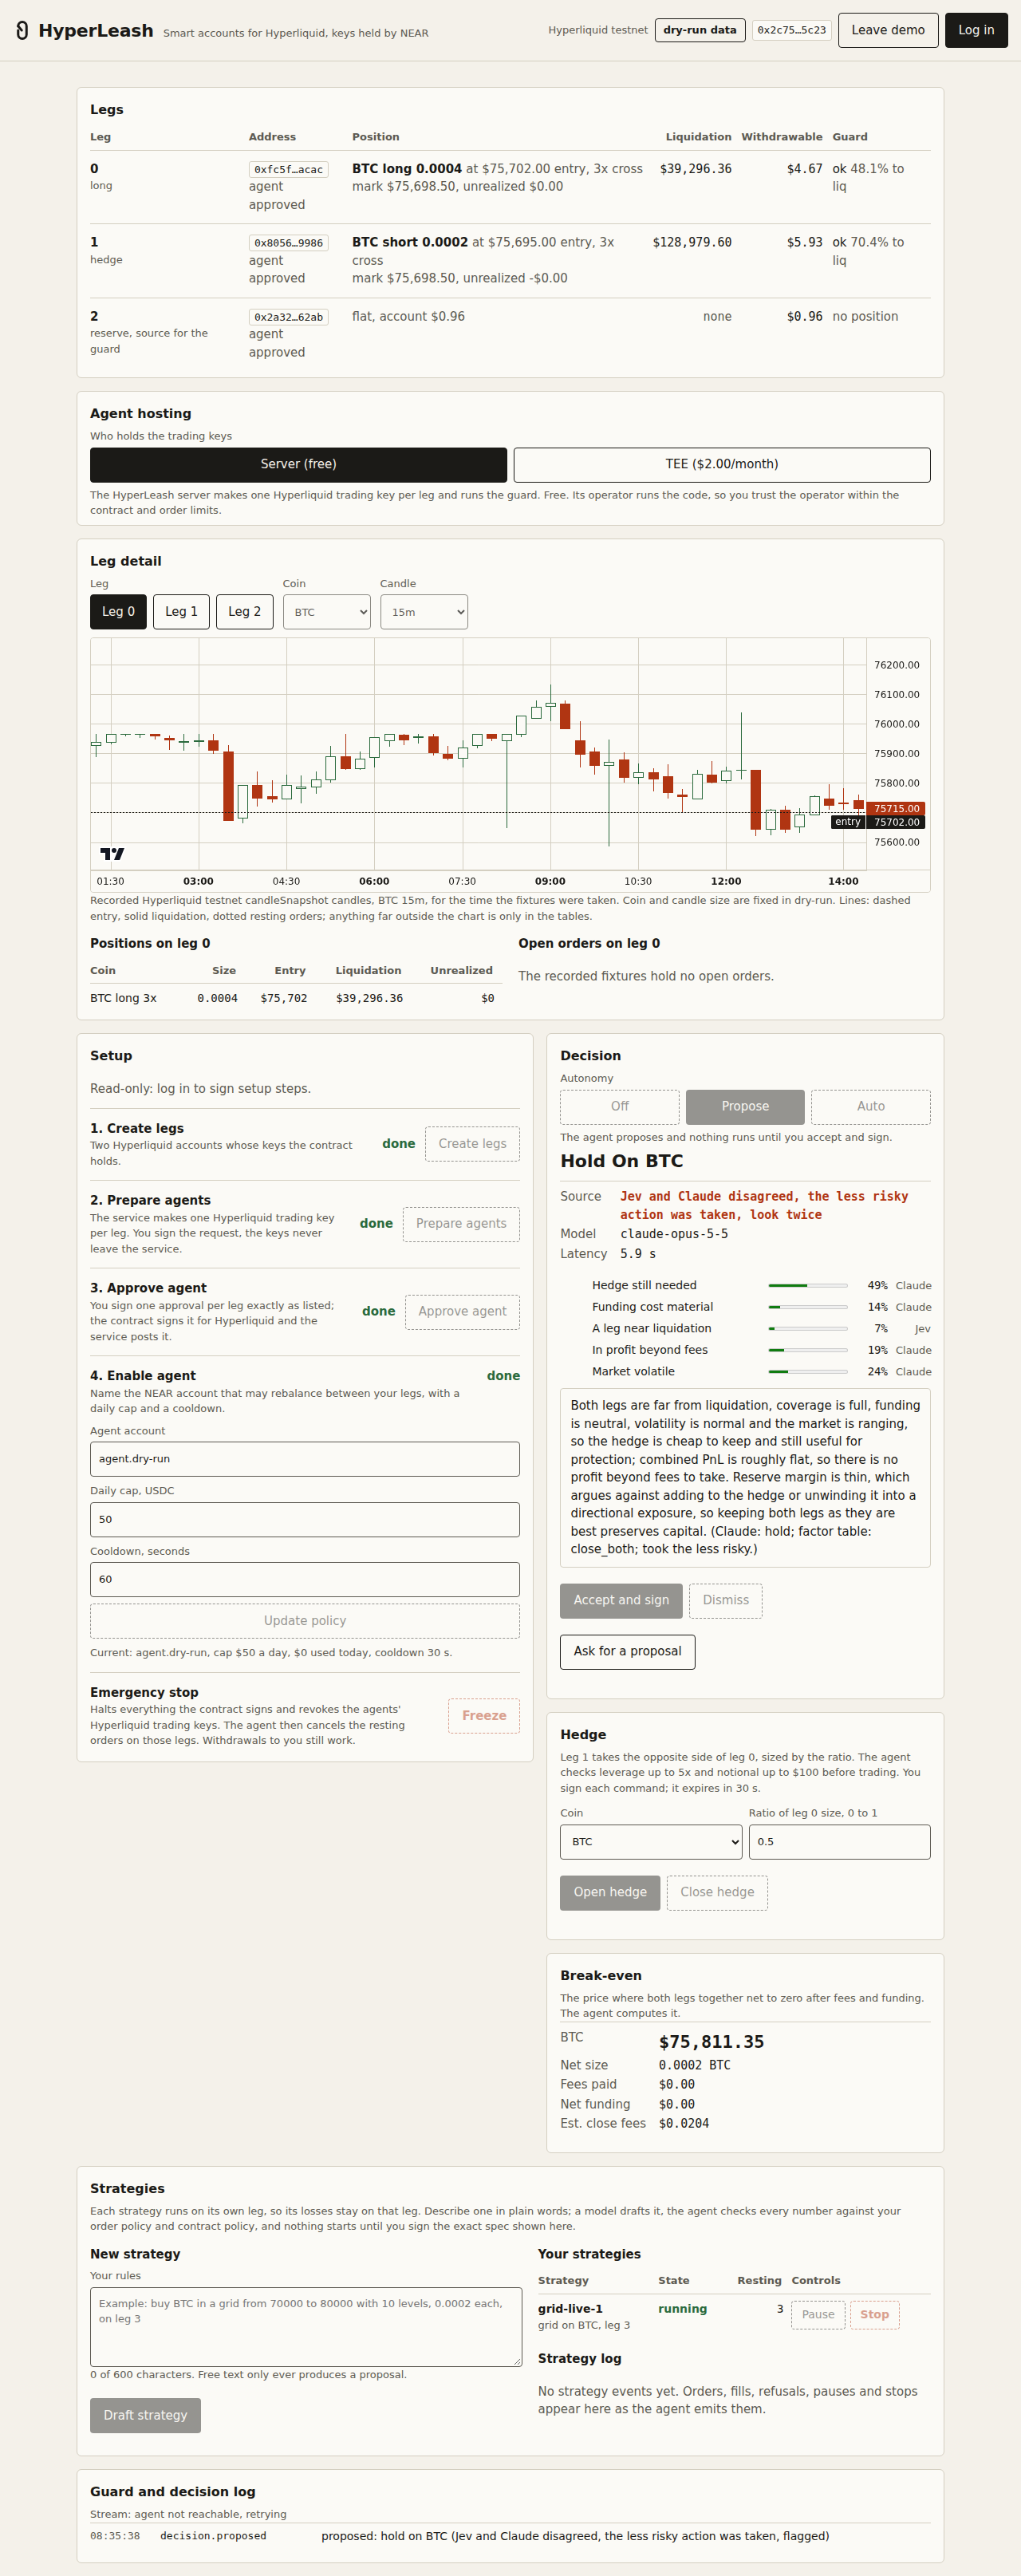 HyperLeash Smart accounts for Hyperliquid, keys held by NEAR Hyperliquid testnet dry-run data 0x2c75…5c23 Leave demo Log in
Legs
Leg Address Position Liquidation Withdrawable Guard
0 0xfc5f…acac BTC long 0.0004 at $75,702.00 entry, 3x cross $39,296.36 $4.67 ok 48.1% to
long agent mark $75,698.50, unrealized $0.00 liq
approved
1 0x8056…9986 BTC short 0.0002 at $75,695.00 entry, 3x $128,979.60 $5.93 ok 70.4% to
hedge agent cross liq
approved mark $75,698.50, unrealized -$0.00
2 0x2a32…62ab flat, account $0.96 none $0.96 no position
reserve, source for the agent
guard approved
Agent hosting
Who holds the trading keys
Server (free) TEE ($2.00/month)
The HyperLeash server makes one Hyperliquid trading key per leg and runs the guard. Free. Its operator runs the code, so you trust the operator within the
contract and order limits.
Leg detail
Leg Coin Candle
Leg 0 Leg 1 Leg 2 BTC 15m
76200.00
76100.00
76000.00
75900.00
75800.00
75715.00
entry 75702.00
75600.00
01:30 03:00 04:30 06:00 07:30 09:00 10:30 12:00 14:00
Recorded Hyperliquid testnet candleSnapshot candles, BTC 15m, for the time the fixtures were taken. Coin and candle size are fixed in dry-run. Lines: dashed
entry, solid liquidation, dotted resting orders; anything far outside the chart is only in the tables.
Positions on leg 0
Coin Size Entry Liquidation Unrealized
BTC long 3x 0.0004 $75,702 $39,296.36 $0
Open orders on leg 0
The recorded fixtures hold no open orders.
Setup
Read-only: log in to sign setup steps.
1. Create legs
Two Hyperliquid accounts whose keys the contract
holds.
done Create legs
2. Prepare agents
The service makes one Hyperliquid trading key
per leg. You sign the request, the keys never
leave the service.
done Prepare agents
3. Approve agent
You sign one approval per leg exactly as listed;
the contract signs it for Hyperliquid and the
service posts it.
done Approve agent
4. Enable agent done
Name the NEAR account that may rebalance between your legs, with a
daily cap and a cooldown.
Agent account
agent.dry-run
Daily cap, USDC
50
Cooldown, seconds
60
Update policy
Current: agent.dry-run, cap $50 a day, $0 used today, cooldown 30 s.
Emergency stop
Halts everything the contract signs and revokes the agents'
Hyperliquid trading keys. The agent then cancels the resting
orders on those legs. Withdrawals to you still work.
Freeze
Decision
Autonomy
Off Propose Auto
The agent proposes and nothing runs until you accept and sign.
Hold On BTC
Source Jev and Claude disagreed, the less risky
action was taken, look twice
Model claude-opus-5-5
Latency 5.9 s
Hedge still needed 49% Claude
Funding cost material 14% Claude
A leg near liquidation 7% Jev
In profit beyond fees 19% Claude
Market volatile 24% Claude
Both legs are far from liquidation, coverage is full, funding
is neutral, volatility is normal and the market is ranging,
so the hedge is cheap to keep and still useful for
protection; combined PnL is roughly flat, so there is no
profit beyond fees to take. Reserve margin is thin, which
argues against adding to the hedge or unwinding it into a
directional exposure, so keeping both legs as they are
best preserves capital. (Claude: hold; factor table:
close_both; took the less risky.)
Accept and sign Dismiss
Ask for a proposal
Hedge
Leg 1 takes the opposite side of leg 0, sized by the ratio. The agent
checks leverage up to 5x and notional up to $100 before trading. You
sign each command; it expires in 30 s.
Coin Ratio of leg 0 size, 0 to 1
BTC 0.5
Open hedge Close hedge
Break-even
The price where both legs together net to zero after fees and funding.
The agent computes it.
BTC $75,811.35
Net size 0.0002 BTC
Fees paid $0.00
Net funding $0.00
Est. close fees $0.0204
Strategies
Each strategy runs on its own leg, so its losses stay on that leg. Describe one in plain words; a model drafts it, the agent checks every number against your
order policy and contract policy, and nothing starts until you sign the exact spec shown here.
New strategy
Your rules
Example: buy BTC in a grid from 70000 to 80000 with 10 levels, 0.0002 each,
on leg 3
0 of 600 characters. Free text only ever produces a proposal.
Draft strategy
Your strategies
Strategy State Resting Controls
grid-live-1 running 3 Pause Stop
grid on BTC, leg 3
Strategy log
No strategy events yet. Orders, fills, refusals, pauses and stops
appear here as the agent emits them.
Guard and decision log
Stream: agent not reachable, retrying
08:35:38 decision.proposed proposed: hold on BTC (Jev and Claude disagreed, the less risky action was taken, flagged)